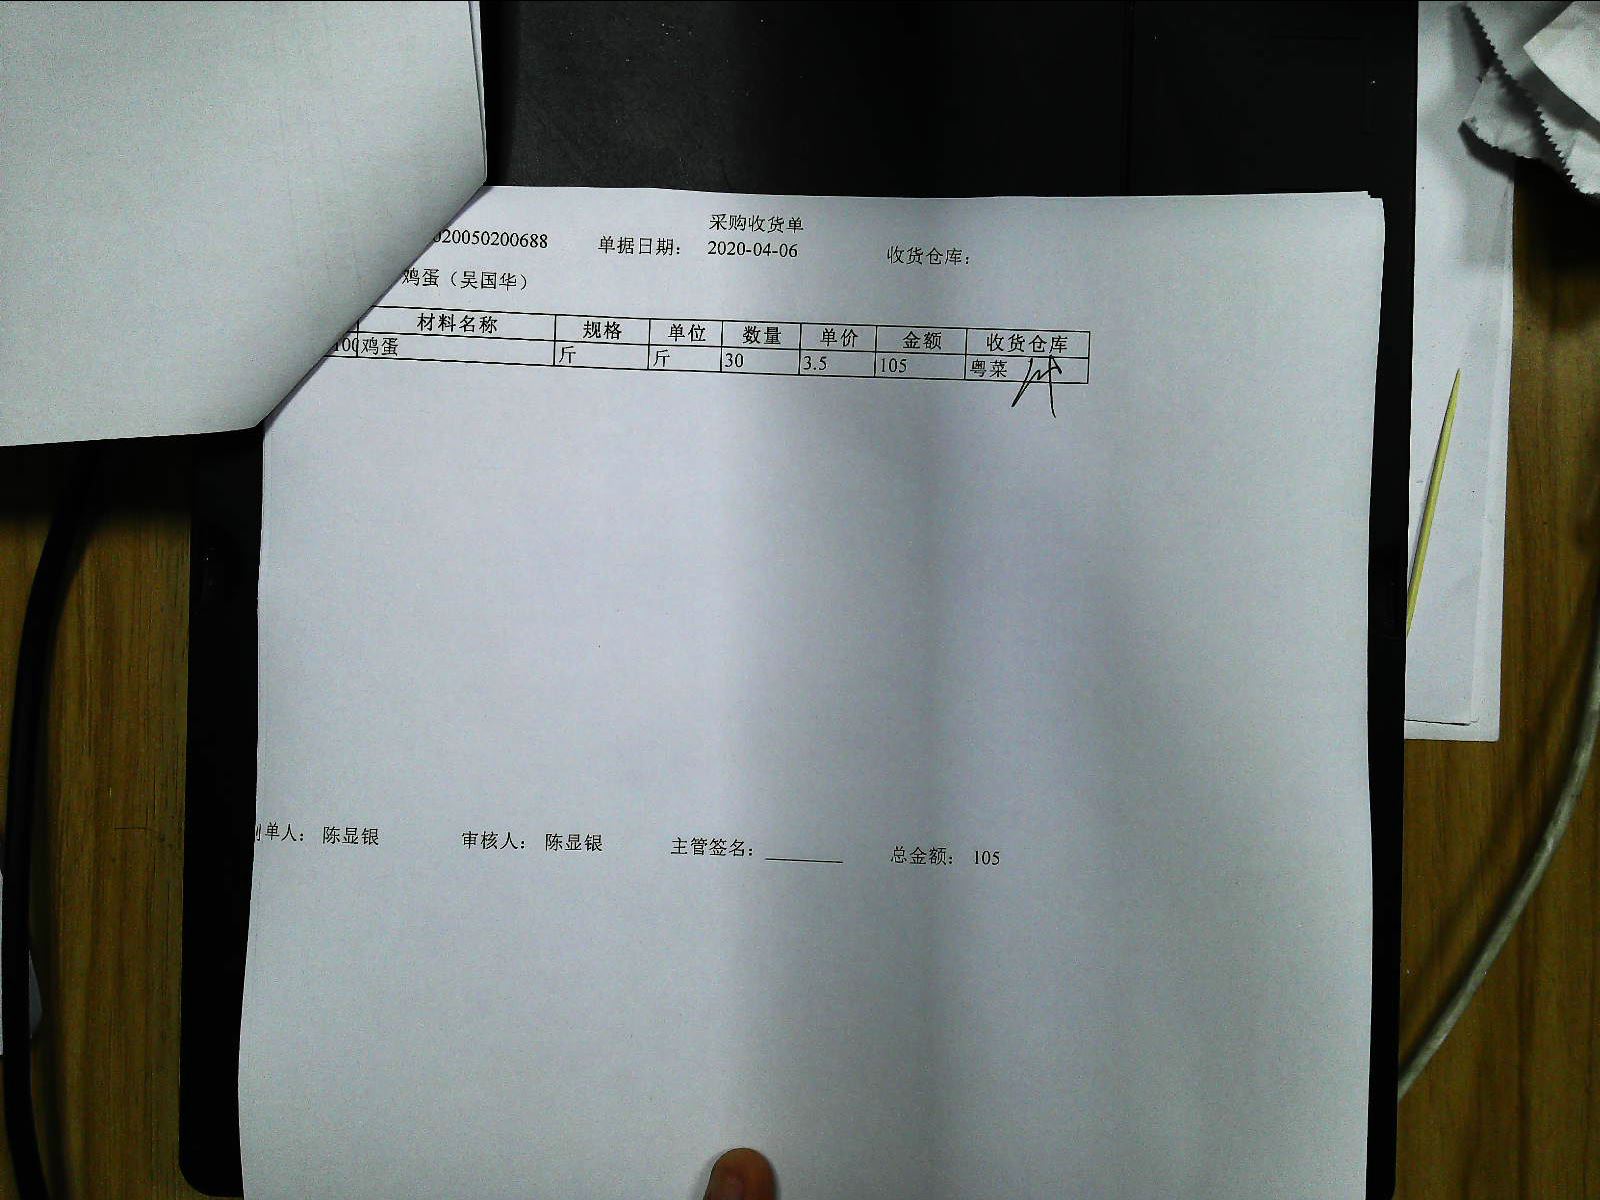 采购收货单
020050200688 单据日期: 2020-04-06 收货仓库:
鸡蛋（吴国华）
材料名称 规格 单位 数量 单价 金额 收货仓库
100 鸡蛋 斤 斤 30 3.5 105 粤菜
单人: 陈显银 审核人: 陈显银 主管签名: 总金额: 105